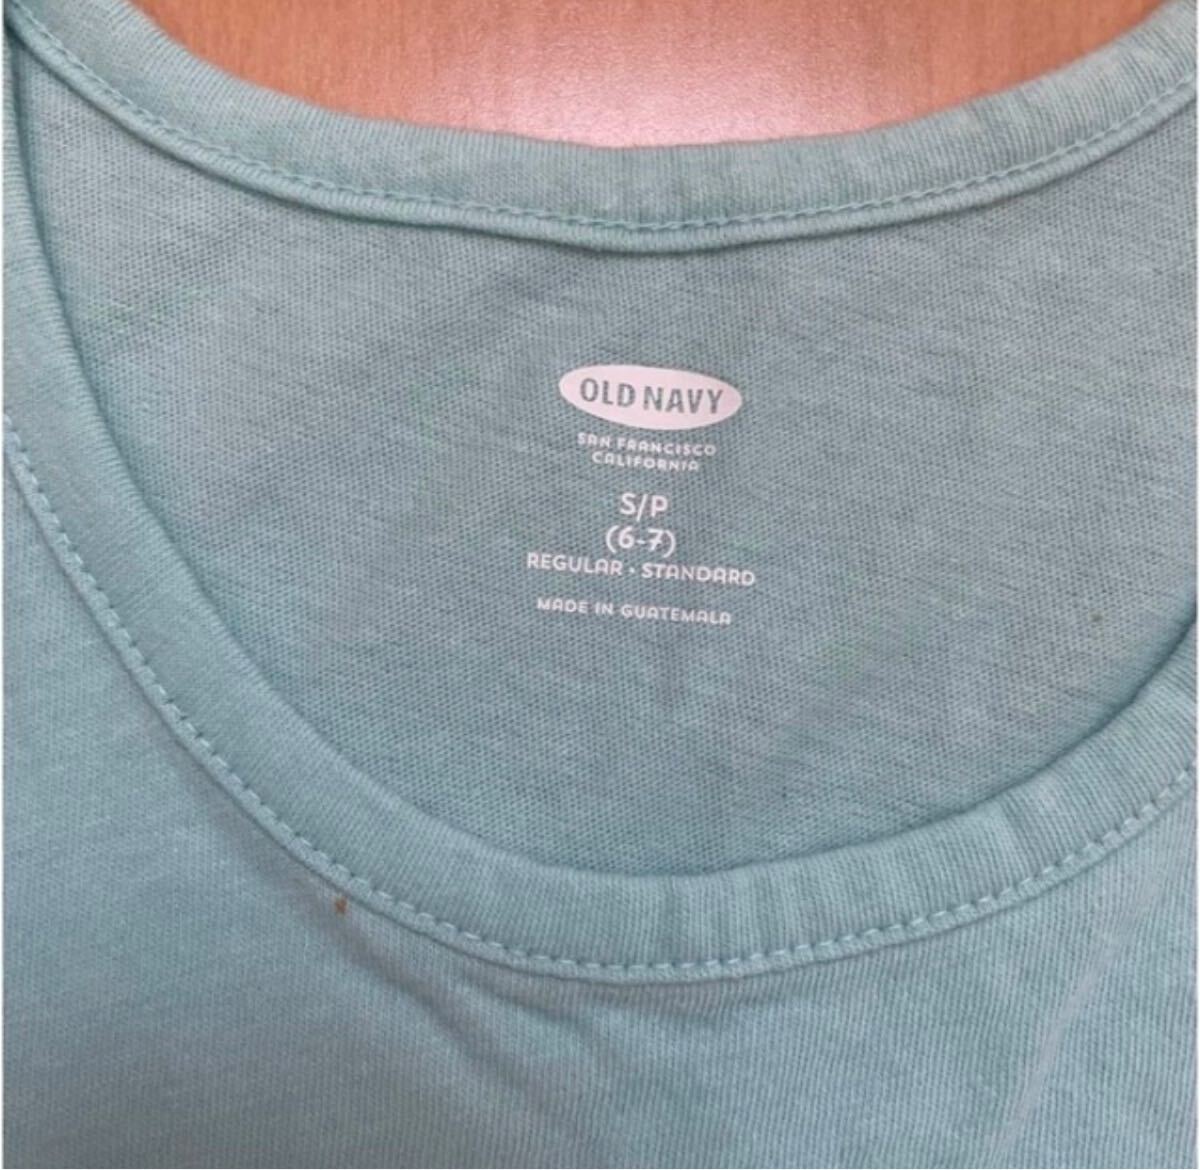 OLD NAVY
SAN FRANCISCO
CALIFORNIA
S/P
(6-7)
REGULAR • STANDARD
MADE IN GUATEMALA